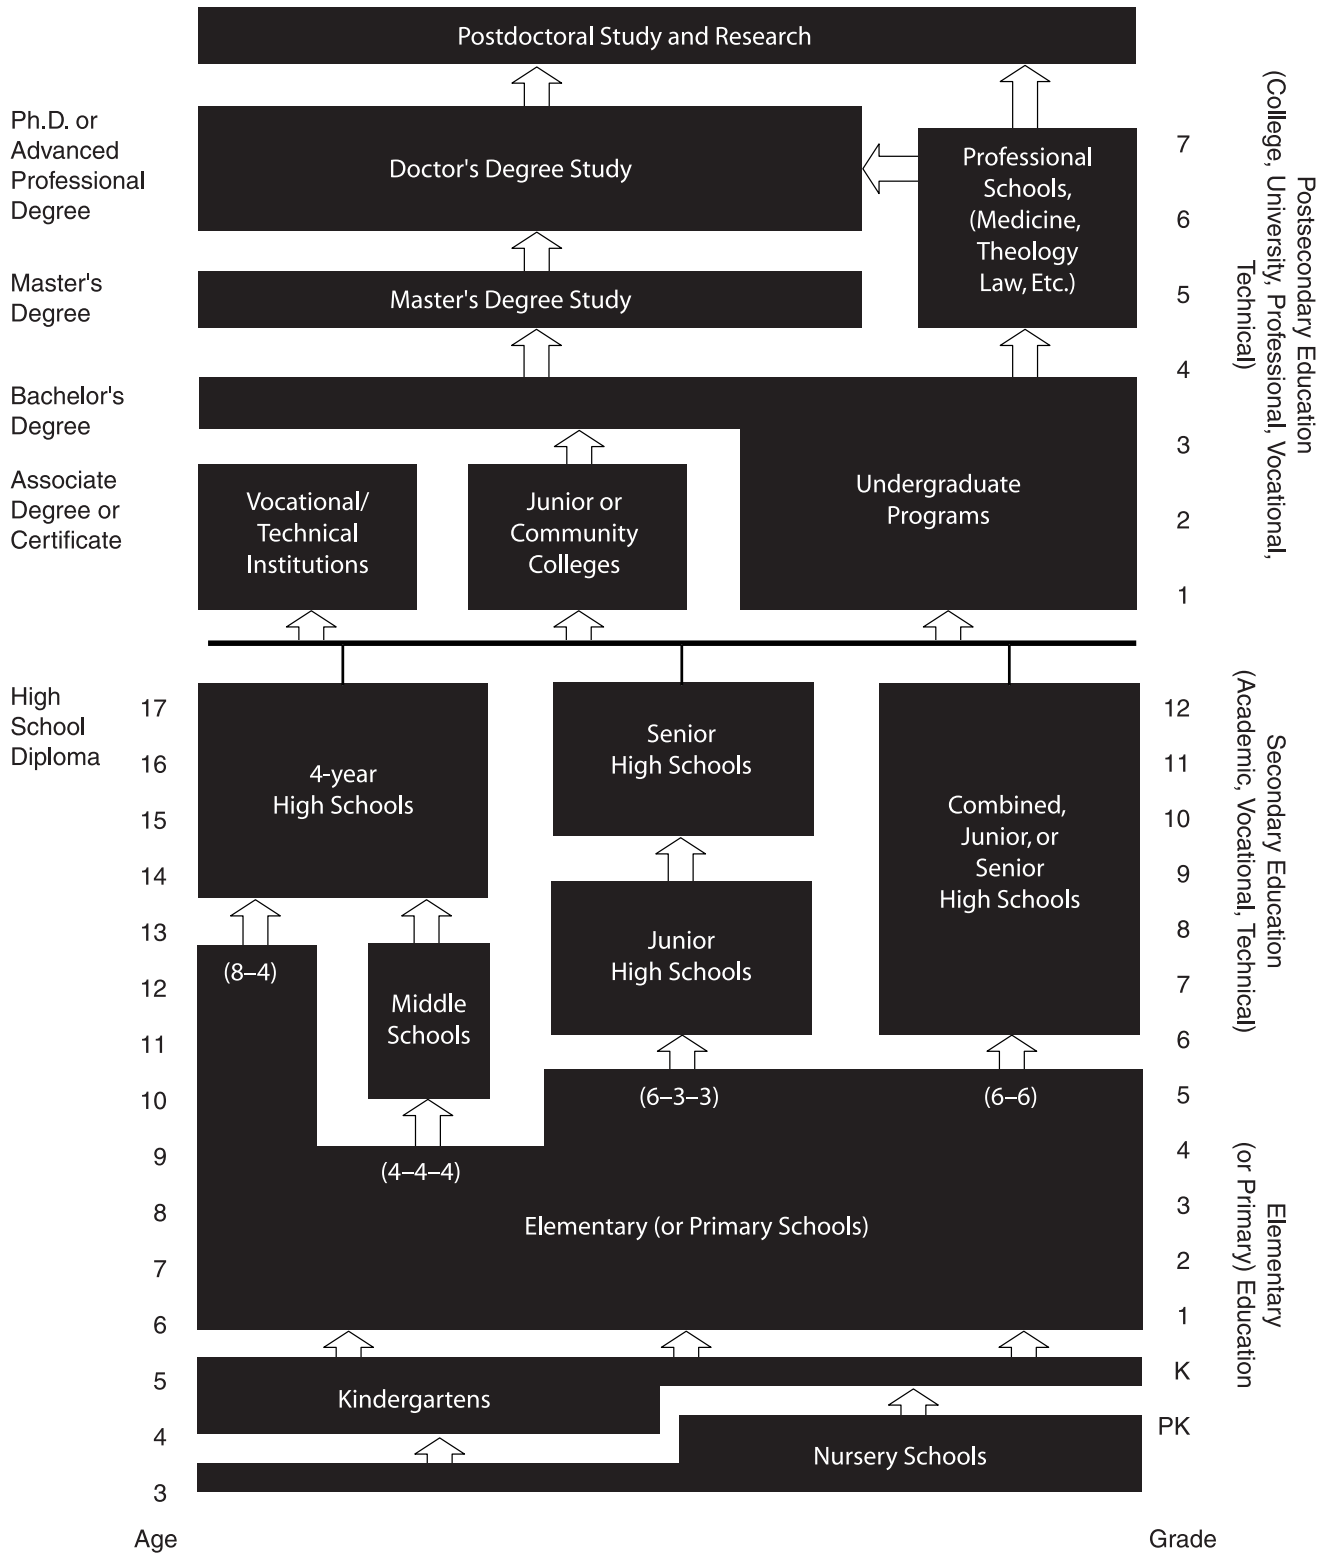 Postdoctoral Study and Research
Ph.D. or
Advanced
Professional
Degree
Doctor's Degree Study
Professional
Schools,
(Medicine,
Theology
Law, Etc.)
7
6
5
Master's
Degree
Master's Degree Study
4
Bachelor's
Degree
3
Associate
Degree or
Certificate
Vocational/
Technical
Institutions
Junior or
Community
Colleges
Undergraduate
Programs
2
1
Postsecondary Education
(College, University, Professional, Vocational,
Technical)
High
School
Diploma
17
16
15
14
13
12
11
10
9
8
7
6
5
4
3
Age
4-year
High Schools
Senior
High Schools
Combined,
Junior, or
Senior
High Schools
Junior
High Schools
(8–4)
Middle
Schools
(6–3–3)
(6–6)
(4–4–4)
Elementary (or Primary Schools)
Kindergartens
Nursery Schools
12
11
10
9
8
7
6
5
4
3
2
1
K
PK
Grade
Secondary Education
(Academic, Vocational, Technical)
Elementary
(or Primary) Education